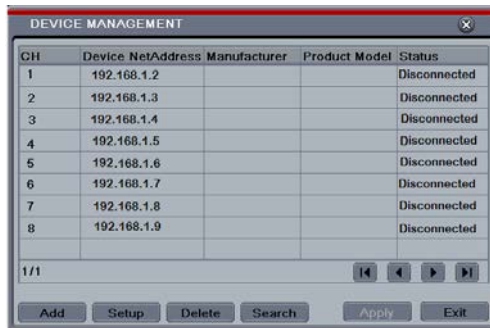 DEVICE MANAGEMENT
CH Device NetAddress Manufacturer Product Model Status
1 192.168.1.2 Disconnected
2 192.168.1.3 Disconnected
3 192.168.1.4 Disconnected
4 192.168.1.5 Disconnected
5 192.168.1.6 Disconnected
6 192.168.1.7 Disconnected
7 192.168.1.8 Disconnected
8 192.168.1.9 Disconnected
1/1
Add Setup Delete Search Apply Exit